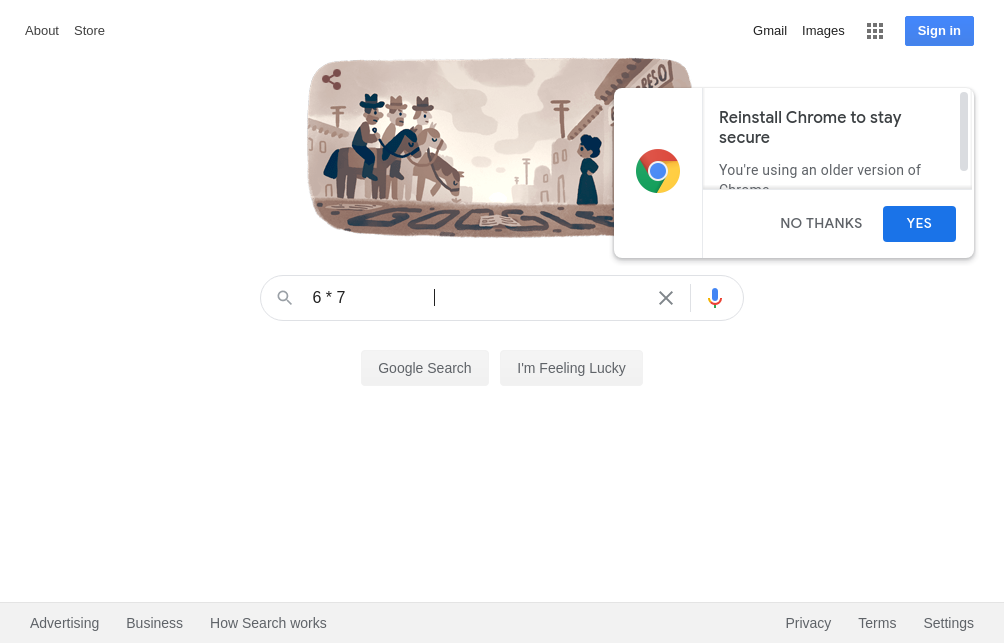 About Store
Gmail Images
Sign in
Reinstall Chrome to stay
secure
You're using an older version of
Chrome
NO THANKS
YES
6 * 7
Google Search
I'm Feeling Lucky
Advertising Business How Search works
Privacy Terms Settings